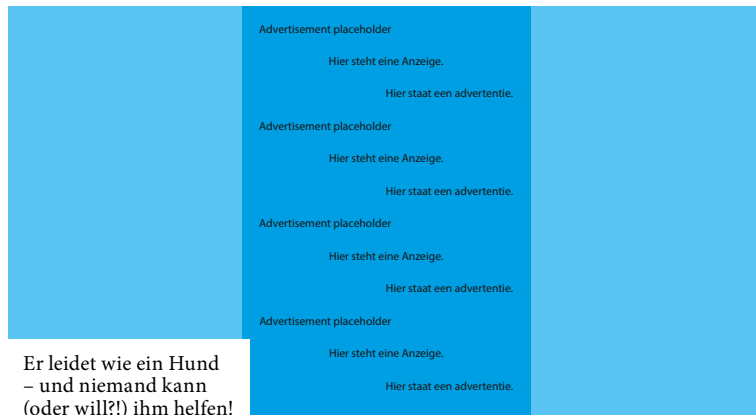 Advertisement placeholder
Hier steht eine Anzeige.
Hier staat een advertentie.
Advertisement placeholder
Hier steht eine Anzeige.
Hier staat een advertentie.
Advertisement placeholder
Hier steht eine Anzeige.
Hier staat een advertentie.
Advertisement placeholder
Hier steht eine Anzeige.
Hier staat een advertentie.
Er leidet wie ein Hund
– und niemand kann
(oder will?!) ihm helfen!